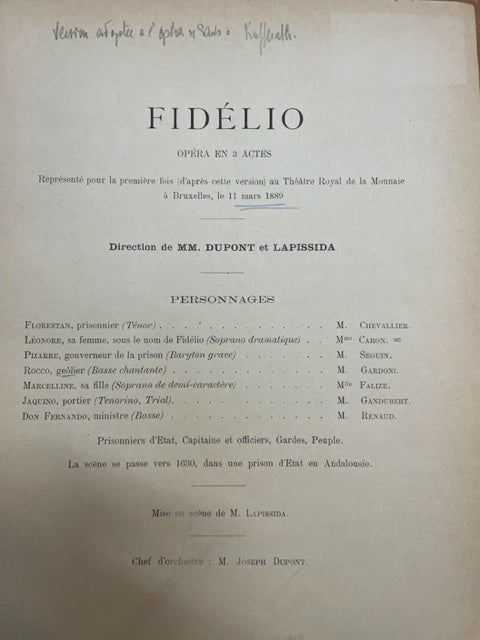 version adoptée à l'opéra de Paris. Kufferath.
FIDÉLIO
OPÉRA EN 3 ACTES
Représenté pour la première fois (d'après cette version) au Théâtre Royal de la Monnaie
à Bruxelles, le 11 mars 1889
Direction de MM. DUPONT et LAPISSIDA
PERSONNAGES
FLORESTAN, prisonnier (Ténor) . . . . . . . . . . . . . . M. CHEVALLIER.
LÉONORE, sa femme, sous le nom de Fidélio (Soprano dramatique) . . Mme CARON.
PIZARRE, gouverneur de la prison (Baryton grave) . . . . . . . . M. SEGUIN.
ROCCO, geôlier (Basse chantante) . . . . . . . . . . . . . M. GARDONI.
MARCELLINE, sa fille (Soprano de demi-caractère) . . . . . . . . Mlle FALIZE.
JAQUINO, portier (Tenorino, Trial) . . . . . . . . . . . . . M. GANDUBERT.
DON FERNANDO, ministre (Basse) . . . . . . . . . . . . . M. RENAUD.
Prisonniers d'Etat, Capitaine et officiers, Gardes, Peuple.
La scène se passe vers 1630, dans une prison d'Etat en Andalousie.
Mise en scène de M. LAPISSIDA.
Chef d'orchestre : M. JOSEPH DUPONT.